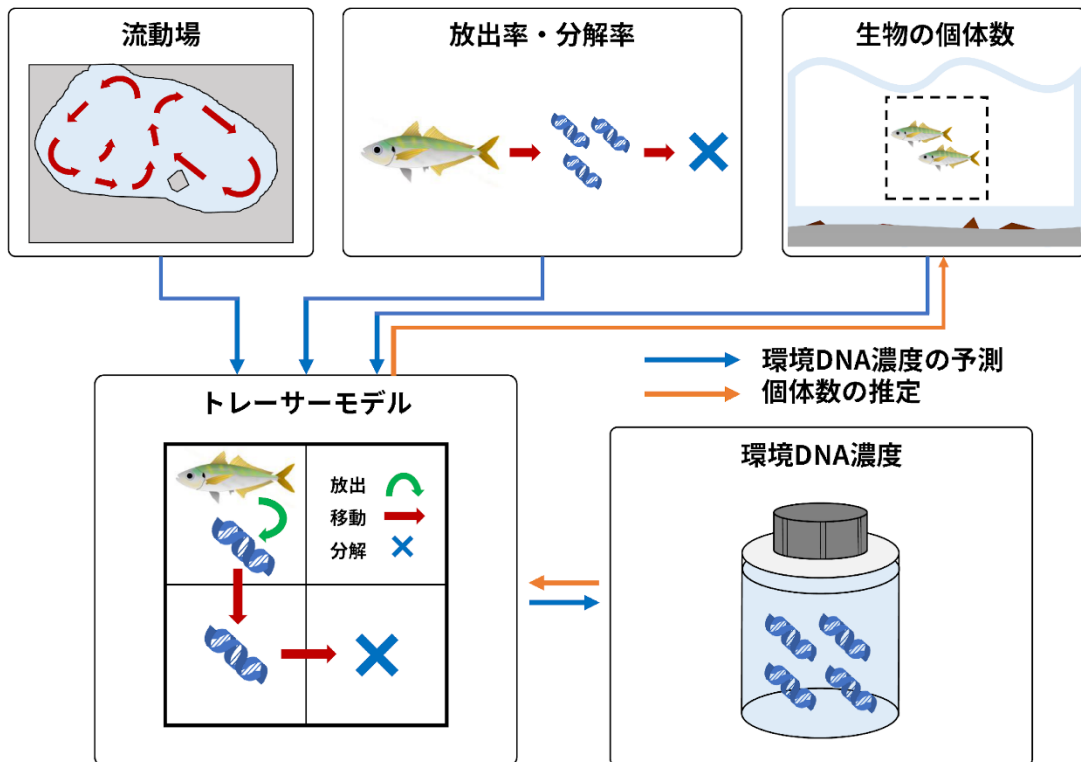 流動場
放出率・分解率
生物の個体数
環境DNA濃度の予測
個体数の推定
トレーサーモデル
放出
移動
分解
環境DNA濃度